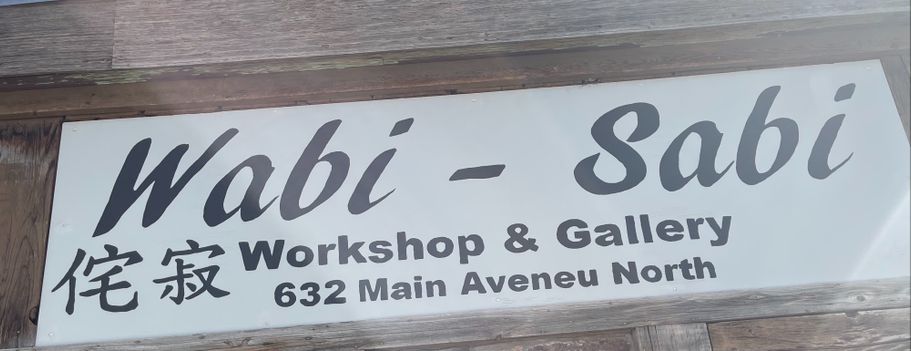 Wabi - Sabi
侘寂 Workshop & Gallery
632 Main Aveneu North